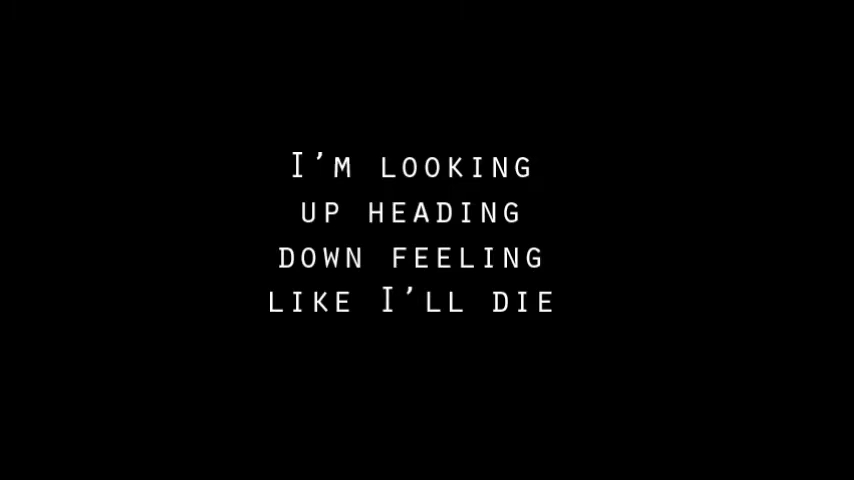 I’M LOOKING
UP HEADING
DOWN FEELING
LIKE I’LL DIE